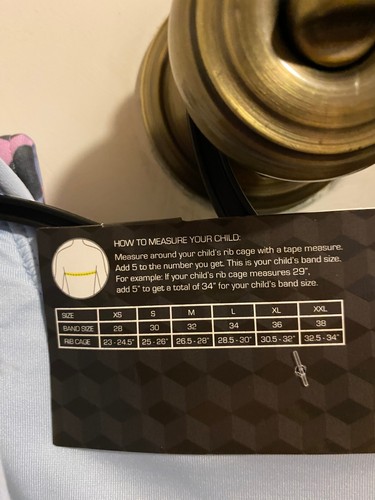 HOW TO MEASURE YOUR CHILD:
Measure around your child's rib cage with a tape measure.
Add 5 to the number you get. This is your child's band size.
For example: If your child's rib cage measures 29",
add 5" to get a total of 34" for your child's band size.
SIZE XS S M L XL XXL
BAND SIZE 28 30 32 34 36 38
RIB CAGE 23 - 24.5" 25 - 26" 26.5 - 28" 28.5 - 30" 30.5 - 32" 32.5 - 34"